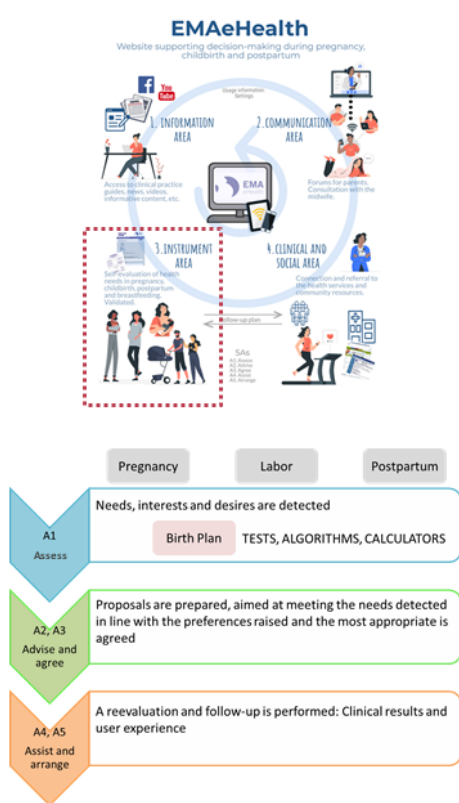 EMAeHealth
Website supporting decision-making during pregnancy,
childbirth and postpartum
Usage information
Settings
You
Tube
1. INFORMATION
AREA
2.COMMUNICATION
AREA
EMA
Access to clinical practice
guides, news, videos,
informative content, etc.
Forums for parents.
Consultation with the
midwife.
3.INSTRUMENT
AREA
Self-evaluation of health
needs in pregnancy,
childbirth, postpartum
and breastfeeding.
Validated.
4.CLINICAL AND
SOCIAL AREA
Connection and referral to
the health services and
community resources.
Follow-up plan
5As
A1. Assess
A2. Advise
A3. Agree
A4. Assist
A5. Arrange
Pregnancy
Labor
Postpartum
A1
Assess
Needs, interests and desires are detected
Birth Plan
TESTS, ALGORITHMS, CALCULATORS
A2, A3
Advise and
agree
Proposals are prepared, aimed at meeting the needs detected
in line with the preferences raised and the most appropriate is
agreed
A4, A5
Assist and
arrange
A reevaluation and follow-up is performed: Clinical results and
user experience